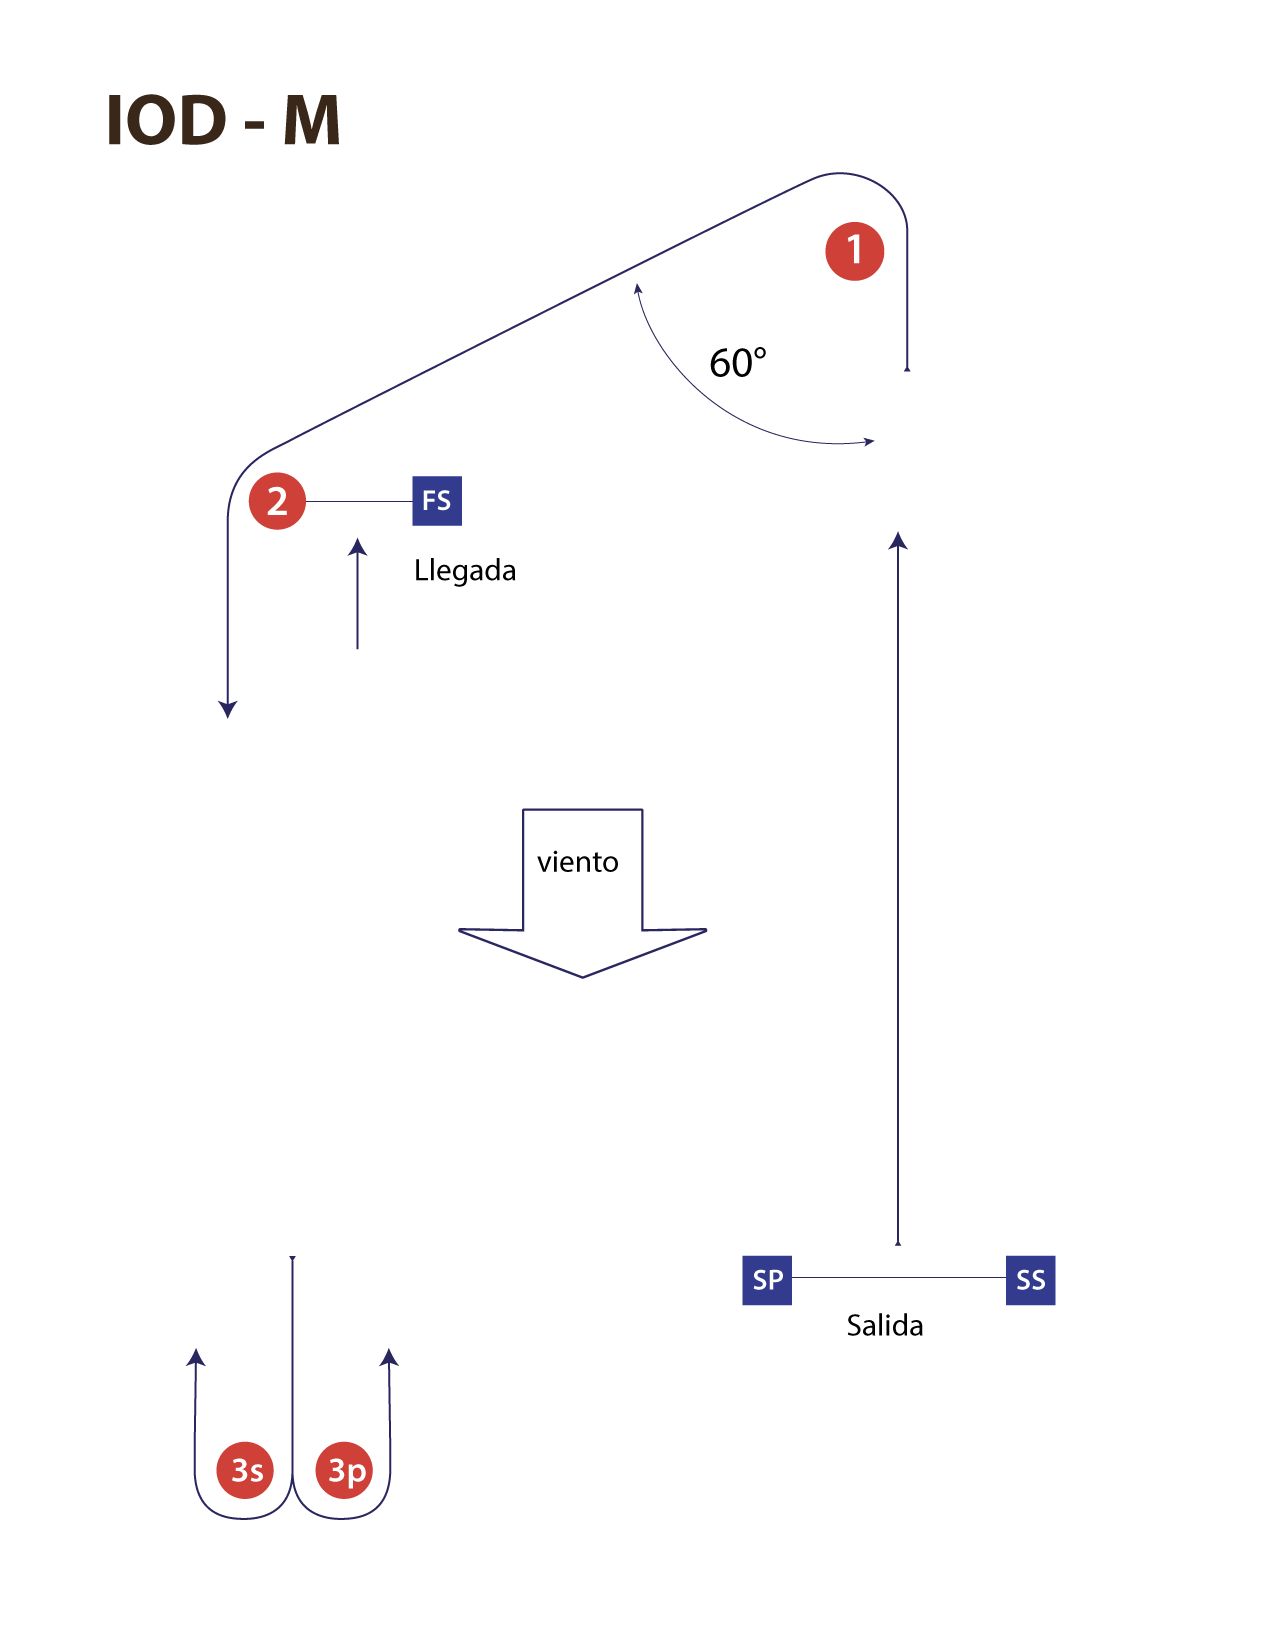 IOD - M
1
60°
2
FS
Llegada
viento
SP
SS
Salida
3s
3p